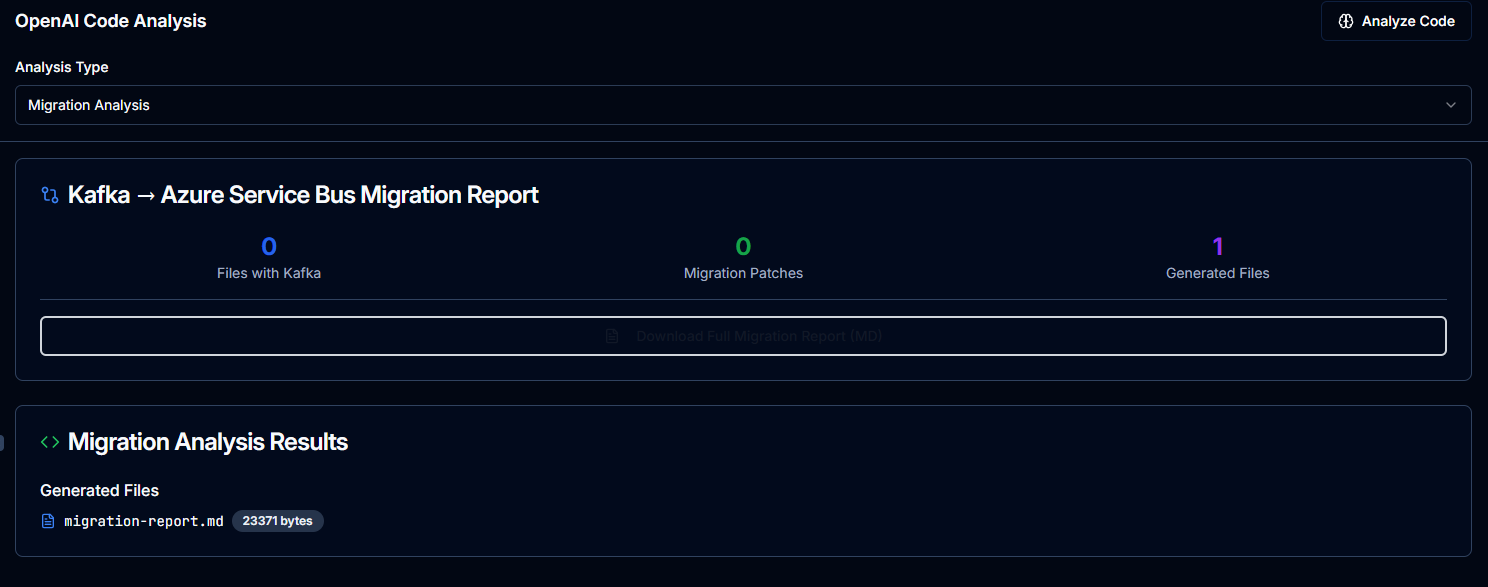 OpenAI Code Analysis
Analyze Code
Analysis Type
Migration Analysis
Kafka → Azure Service Bus Migration Report
0
0
1
Files with Kafka
Migration Patches
Generated Files
Download Full Migration Report (MD)
Migration Analysis Results
Generated Files
migration-report.md 23371 bytes